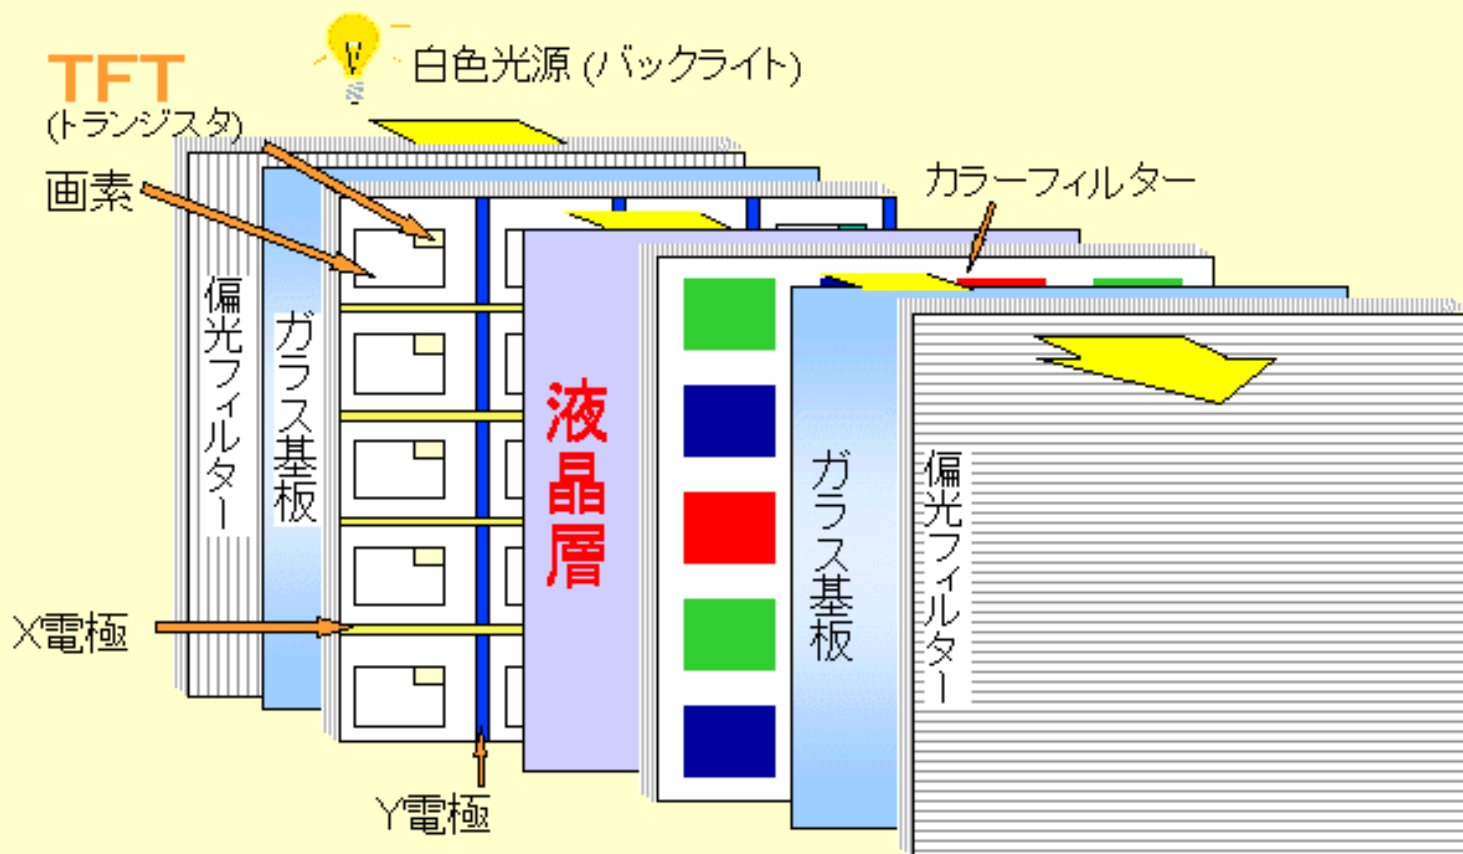 TFT
(トランジスタ)
白色光源 (バックライト)
画素
カラーフィルター
偏光フィルター
ガラス基板
液晶層
ガラス基板
偏光フィルター
X電極
Y電極